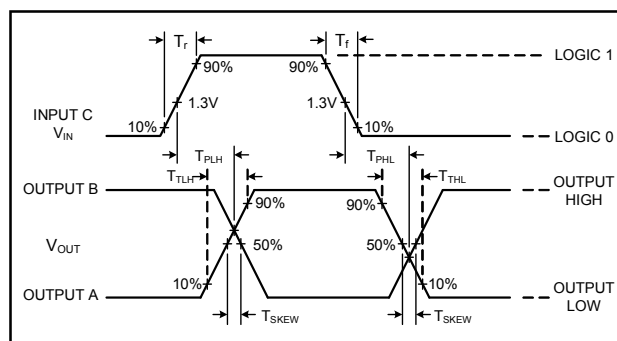 Tr
Tf
90%
90%
LOGIC 1
1.3V
1.3V
INPUT C
VIN
10%
10%
LOGIC 0
TPLH
TPHL
TTLH
TTHL
OUTPUT B
OUTPUT
HIGH
90%
90%
VOUT
50%
50%
10%
10%
OUTPUT A
OUTPUT
LOW
TSKEW
TSKEW